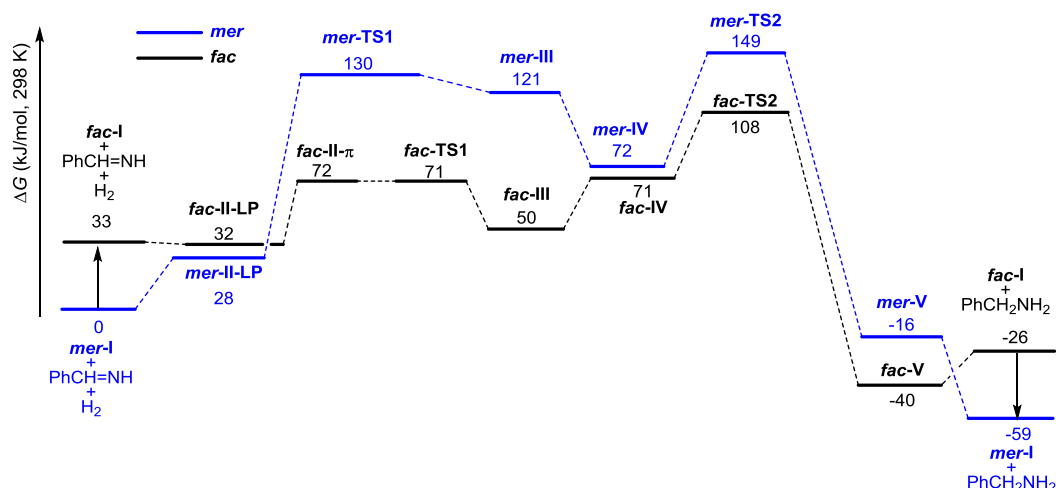 ΔG (kJ/mol, 298 K)
mer
fac
fac-I
+
PhCH=NH
+
H2
33
0
mer-I
+
PhCH=NH
+
H2
fac-II-LP
32
mer-II-LP
28
mer-TS1
130
fac-II-π
72
fac-TS1
71
mer-III
121
fac-III
50
mer-IV
72
71
fac-IV
mer-TS2
149
fac-TS2
108
mer-V
-16
fac-V
-40
fac-I
+
PhCH2NH2
-26
-59
mer-I
+
PhCH2NH2